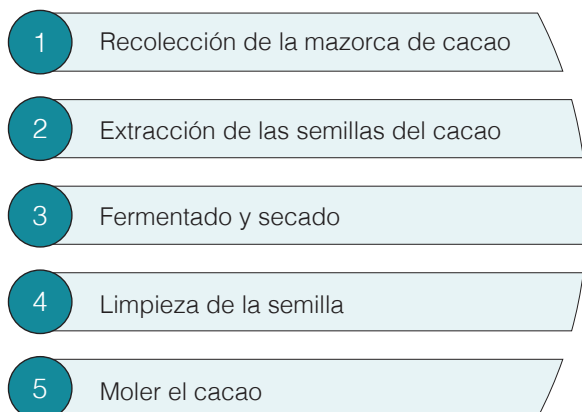 1 Recolección de la mazorca de cacao
2 Extracción de las semillas del cacao
3 Fermentado y secado
4 Limpieza de la semilla
5 Moler el cacao